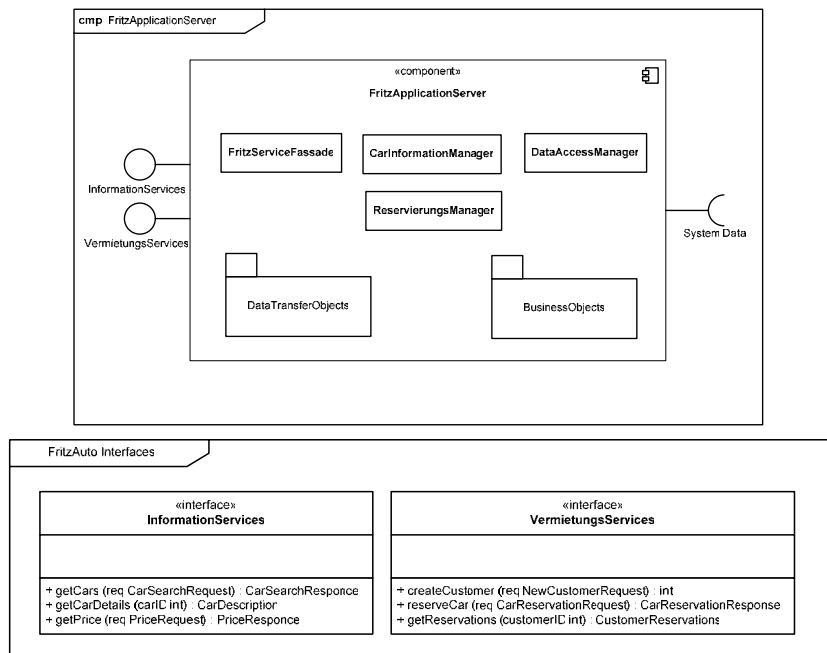 cmp FritzApplicationServer
«component»
FritzApplicationServer
FritzServiceFassade
CarInformationManager
DataAccessManager
InformationServices
ReservierungsManager
VermietungsServices
System Data
DataTransferObjects
BusinessObjects
FritzAuto Interfaces
«interface»
InformationServices
+ getCars (req CarSearchRequest) : CarSearchResponce
+ getCarDetails (carID int) : CarDescription
+ getPrice (req PriceRequest) : PriceResponce
«interface»
VermietungsServices
+ createCustomer (req NewCustomerRequest) : int
+ reserveCar (req CarReservationRequest) : CarReservationResponse
+ getReservations (customerID int) : CustomerReservations